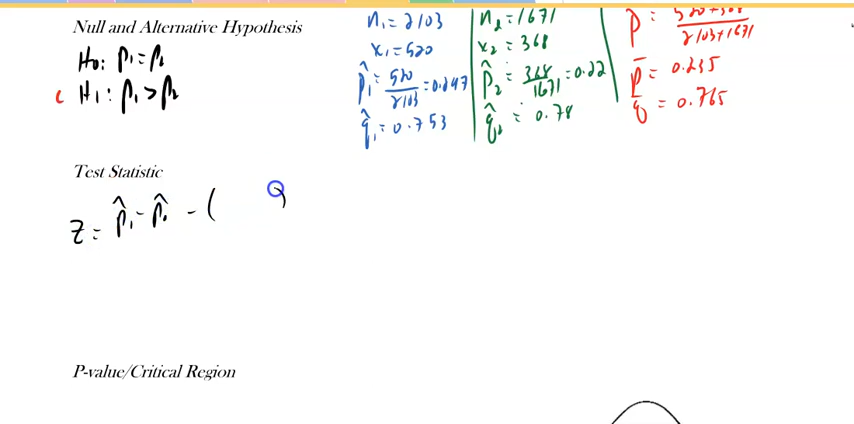 Null and Alternative Hypothesis
H₀: p₁ = p₂
c H₁: p₁ > p₂
n₁ = 2103
x₁ = 520
p̂₁ = 520/2103 = 0.247
q̂₁ = 0.753
n₂ = 1671
x₂ = 368
p̂₂ = 368/1671 = 0.22
q̂₂ = 0.78
p̄ = 520+368/2103+1671
p̄ = 0.235
q̄ = 0.765
Test Statistic
z = p̂₁ - p̂₂ - (
P-value/Critical Region